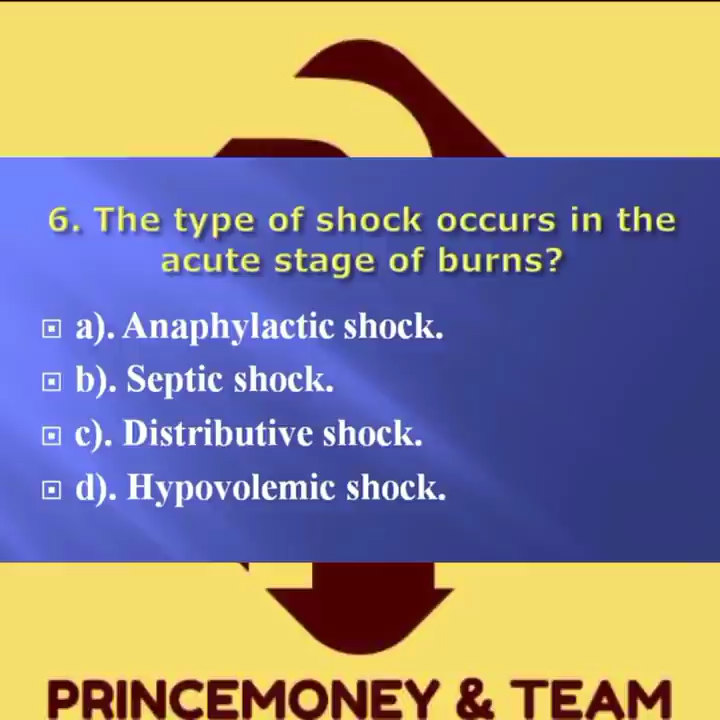 6. The type of shock occurs in the
acute stage of burns?
a). Anaphylactic shock.
b). Septic shock.
c). Distributive shock.
d). Hypovolemic shock.
PRINCEMONEY & TEAM